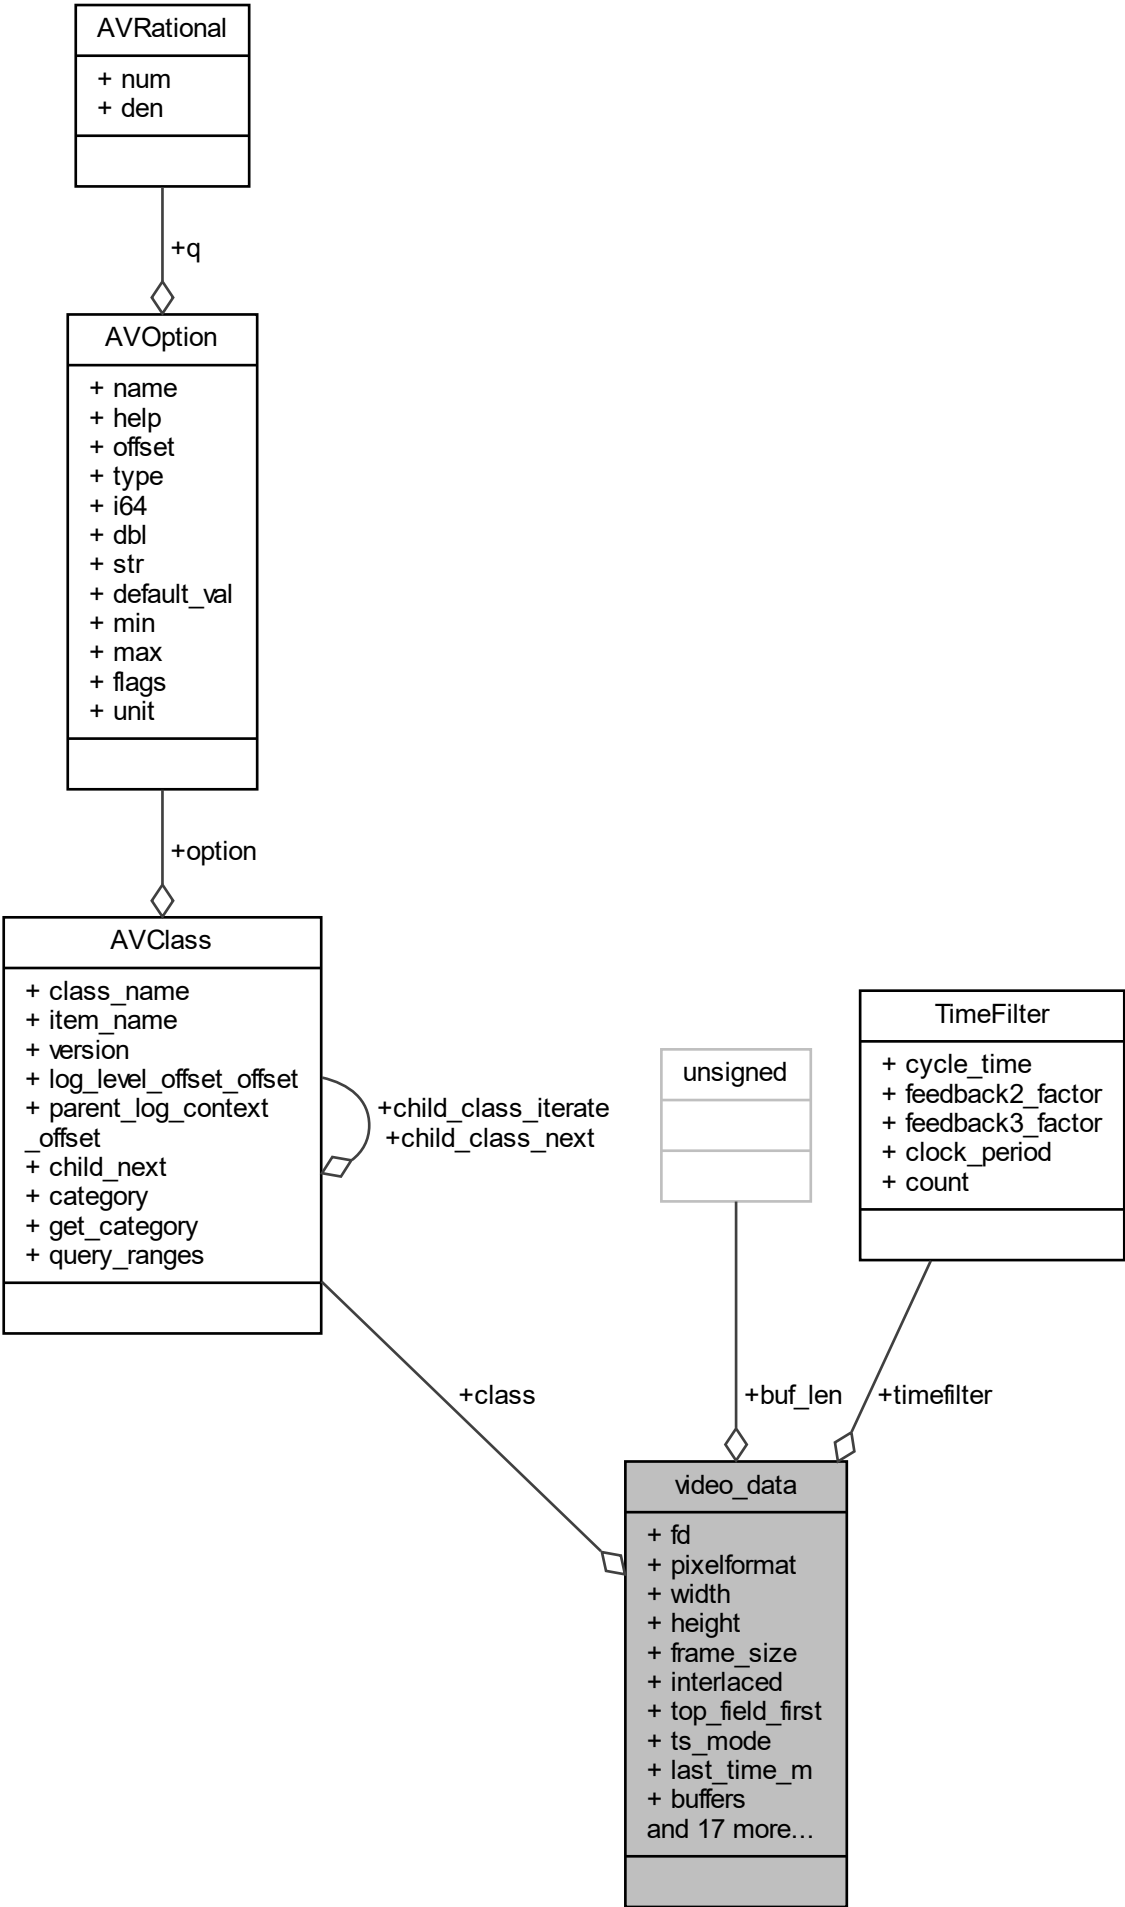 AVRational
+ num
+ den
+q
AVOption
+ name
+ help
+ offset
+ type
+ i64
+ dbl
+ str
+ default_val
+ min
+ max
+ flags
+ unit
+option
AVClass
+ class_name
+ item_name
+ version
+ log_level_offset_offset
+ parent_log_context
_offset
+ child_next
+ category
+ get_category
+ query_ranges
+child_class_iterate
+child_class_next
unsigned
TimeFilter
+ cycle_time
+ feedback2_factor
+ feedback3_factor
+ clock_period
+ count
+class
+buf_len
+timefilter
video_data
+ fd
+ pixelformat
+ width
+ height
+ frame_size
+ interlaced
+ top_field_first
+ ts_mode
+ last_time_m
+ buffers
and 17 more...